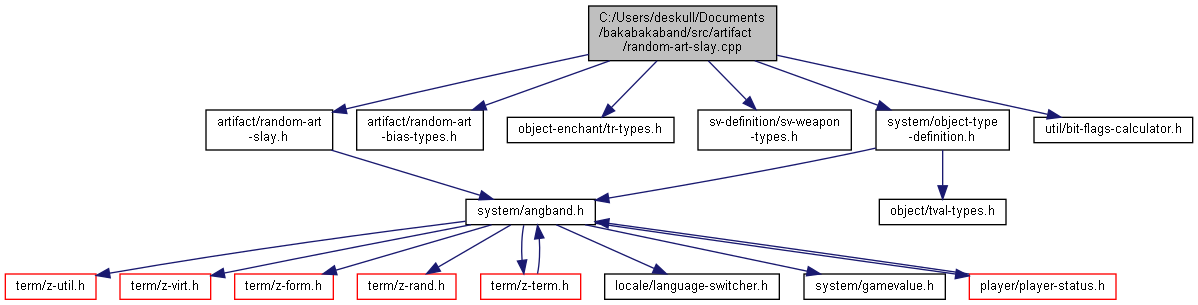 C:/Users/deskull/Documents
/bakabakaband/src/artifact
/random-art-slay.cpp
artifact/random-art
-slay.h
artifact/random-art
-bias-types.h
object-enchant/tr-types.h
sv-definition/sv-weapon
-types.h
system/object-type
-definition.h
util/bit-flags-calculator.h
system/angband.h
object/tval-types.h
term/z-util.h
term/z-virt.h
term/z-form.h
term/z-rand.h
term/z-term.h
locale/language-switcher.h
system/gamevalue.h
player/player-status.h